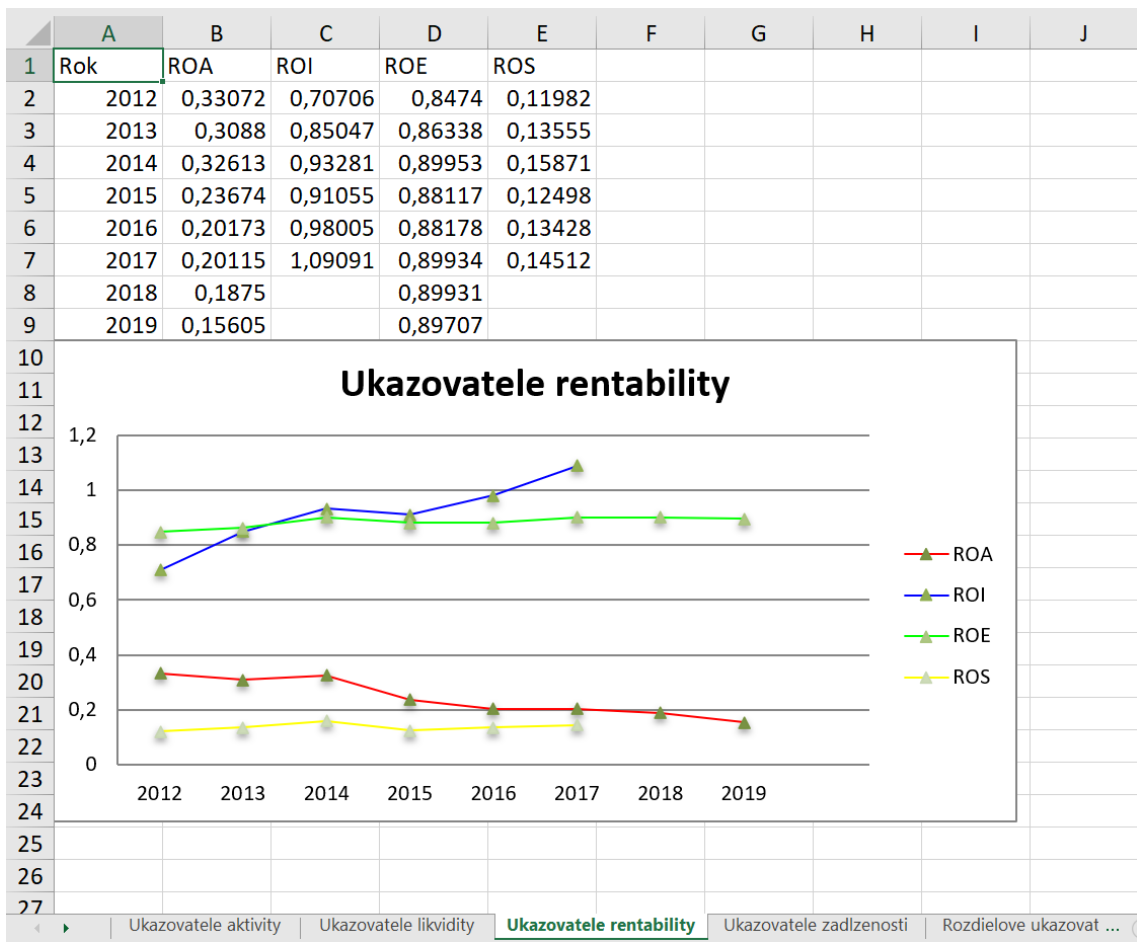 A B C D E F G H I J
1 Rok ROA ROI ROE ROS
2 2012 0,33072 0,70706 0,8474 0,11982
3 2013 0,3088 0,85047 0,86338 0,13555
4 2014 0,32613 0,93281 0,89953 0,15871
5 2015 0,23674 0,91055 0,88117 0,12498
6 2016 0,20173 0,98005 0,88178 0,13428
7 2017 0,20115 1,09091 0,89934 0,14512
8 2018 0,1875 0,89931
9 2019 0,15605 0,89707
10
11 Ukazovatele rentability
12
13 1,2
14 1
15
16 0,8
17 ROA
18 0,6 ROI
19 ROE
20 0,4 ROS
21 0,2
22
23 0
24 2012 2013 2014 2015 2016 2017 2018 2019
25
26
27
Ukazovatele aktivity Ukazovatele likvidity Ukazovatele rentability Ukazovatele zadlzenosti Rozdielove ukazovat ...